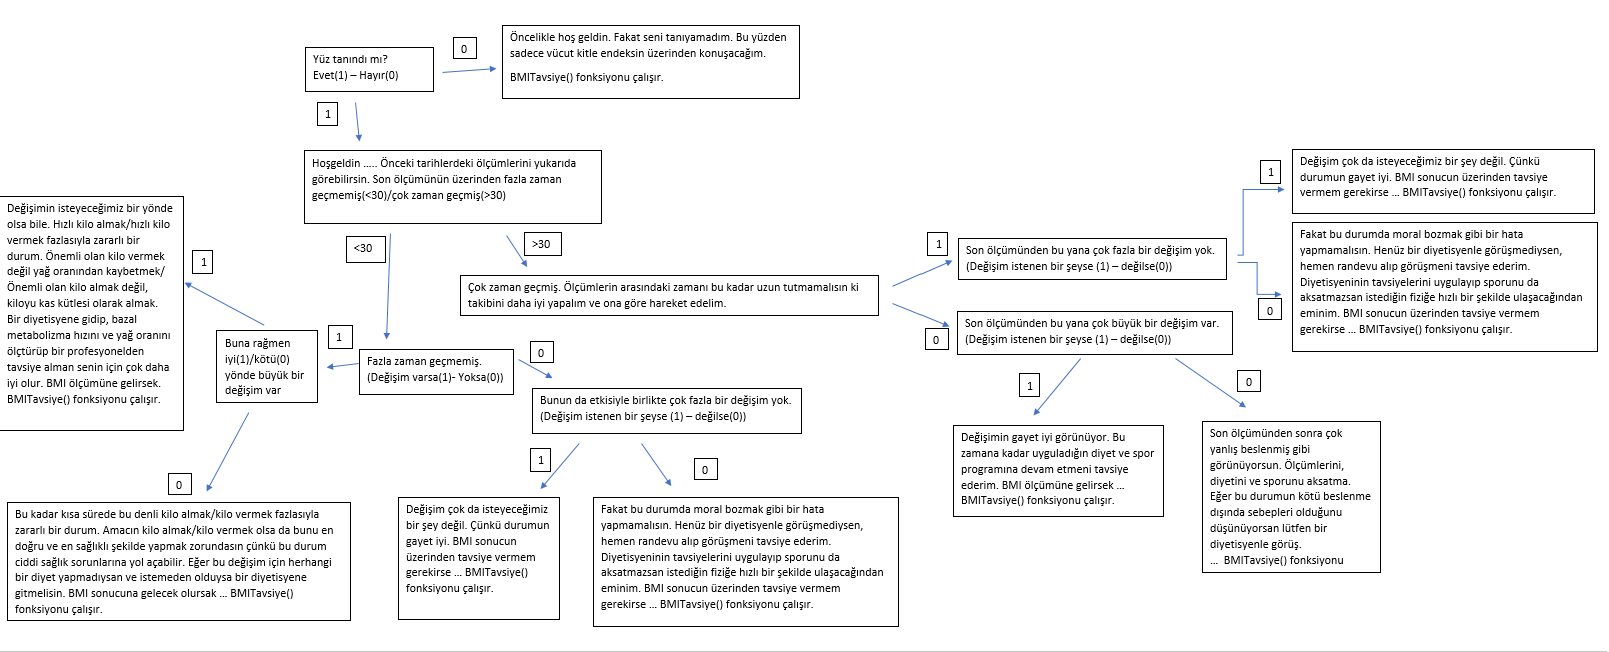 Yüz tanındı mı?
Evet(1) – Hayır(0)
0
Öncelikle hoş geldin. Fakat seni tanıyamadım. Bu yüzden
sadece vücut kitle endeksin üzerinden konuşacağım.
BMITavsiye() fonksiyonu çalışır.
1
Hoşgeldin ..... Önceki tarihlerdeki ölçümlerini yukarıda
görebilirsin. Son ölçümünün üzerinden fazla zaman
geçmemiş(<30)/çok zaman geçmiş(>30)
<30
>30
Çok zaman geçmiş. Ölçümlerin arasındaki zamanı bu kadar uzun tutmamalısın ki
takibini daha iyi yapalım ve ona göre hareket edelim.
1
Son ölçümünden bu yana çok fazla bir değişim yok.
(Değişim istenen bir şeyse (1) – değilse(0))
1
Değişim çok da isteyeceğimiz bir şey değil. Çünkü
durumun gayet iyi. BMI sonucun üzerinden tavsiye
vermem gerekirse ... BMITavsiye() fonksiyonu çalışır.
0
Fakat bu durumda moral bozmak gibi bir hata
yapmamalısın. Henüz bir diyetisyenle görüşmediysen,
hemen randevu alıp görüşmeni tavsiye ederim.
Diyetisyeninin tavsiyelerini uygulayıp sporunu da
aksatmazsan istediğin fiziğe hızlı bir şekilde ulaşacağından
eminim. BMI sonucun üzerinden tavsiye vermem
gerekirse ... BMITavsiye() fonksiyonu çalışır.
0
Son ölçümünden bu yana çok büyük bir değişim var.
(Değişim istenen bir şeyse (1) – değilse(0))
1
Değişimin gayet iyi görünüyor. Bu
zamana kadar uyguladığın diyet ve spor
programına devam etmeni tavsiye
ederim. BMI ölçümüne gelirsek ...
BMITavsiye() fonksiyonu çalışır.
0
Son ölçümünden sonra çok
yanlış beslenmiş gibi
görünüyorsun. Ölçümlerini,
diyetini ve sporunu aksatma.
Eğer bu durumun kötü beslenme
dışında sebepleri olduğunu
düşünüyorsan lütfen bir
diyetisyenle görüş.
... BMITavsiye() fonksiyonu
Fazla zaman geçmemiş.
(Değişim varsa(1)- Yoksa(0))
1
Buna rağmen
iyi(1)/kötü(0)
yönde büyük bir
değişim var
1
Değişimin isteyeceğimiz bir yönde
olsa bile. Hızlı kilo almak/hızlı kilo
vermek fazlasıyla zararlı bir
durum. Önemli olan kilo vermek
değil yağ oranından kaybetmek/
Önemli olan kilo almak değil,
kiloyu kas kütlesi olarak almak.
Bir diyetisyene gidip, bazal
metabolizma hızını ve yağ oranını
ölçtürüp bir profesyonelden
tavsiye alman senin için çok daha
iyi olur. BMI ölçümüne gelirsek.
BMITavsiye() fonksiyonu çalışır.
0
Bu kadar kısa sürede bu denli kilo almak/kilo vermek fazlasıyla
zararlı bir durum. Amacın kilo almak/kilo vermek olsa da bunu en
doğru ve en sağlıklı şekilde yapmak zorundasın çünkü bu durum
ciddi sağlık sorunlarına yol açabilir. Eğer bu değişim için herhangi
bir diyet yapmadıysan ve istemeden olduysa bir diyetisyene
gitmelisin. BMI sonucuna gelecek olursak ... BMITavsiye()
fonksiyonu çalışır.
0
Bunun da etkisiyle birlikte çok fazla bir değişim yok.
(Değişim istenen bir şeyse (1) – değilse(0))
1
Değişim çok da isteyeceğimiz
bir şey değil. Çünkü durumun
gayet iyi. BMI sonucun
üzerinden tavsiye vermem
gerekirse ... BMITavsiye()
fonksiyonu çalışır.
0
Fakat bu durumda moral bozmak gibi bir hata
yapmamalısın. Henüz bir diyetisyenle görüşmediysen,
hemen randevu alıp görüşmeni tavsiye ederim.
Diyetisyeninin tavsiyelerini uygulayıp sporunu da
aksatmazsan istediğin fiziğe hızlı bir şekilde ulaşacağından
eminim. BMI sonucun üzerinden tavsiye vermem
gerekirse ... BMITavsiye() fonksiyonu çalışır.